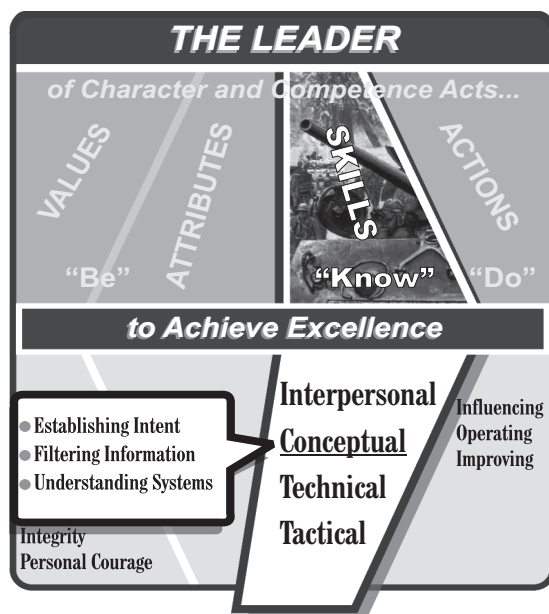 THE LEADER
of Character and Competence Acts...
VALUES
ATTRIBUTES
SKILLS
ACTIONS
“Be”
“Know”
“Do”
to Achieve Excellence
Establishing Intent
Filtering Information
Understanding Systems
Integrity
Personal Courage
Interpersonal
Conceptual
Technical
Tactical
Influencing
Operating
Improving